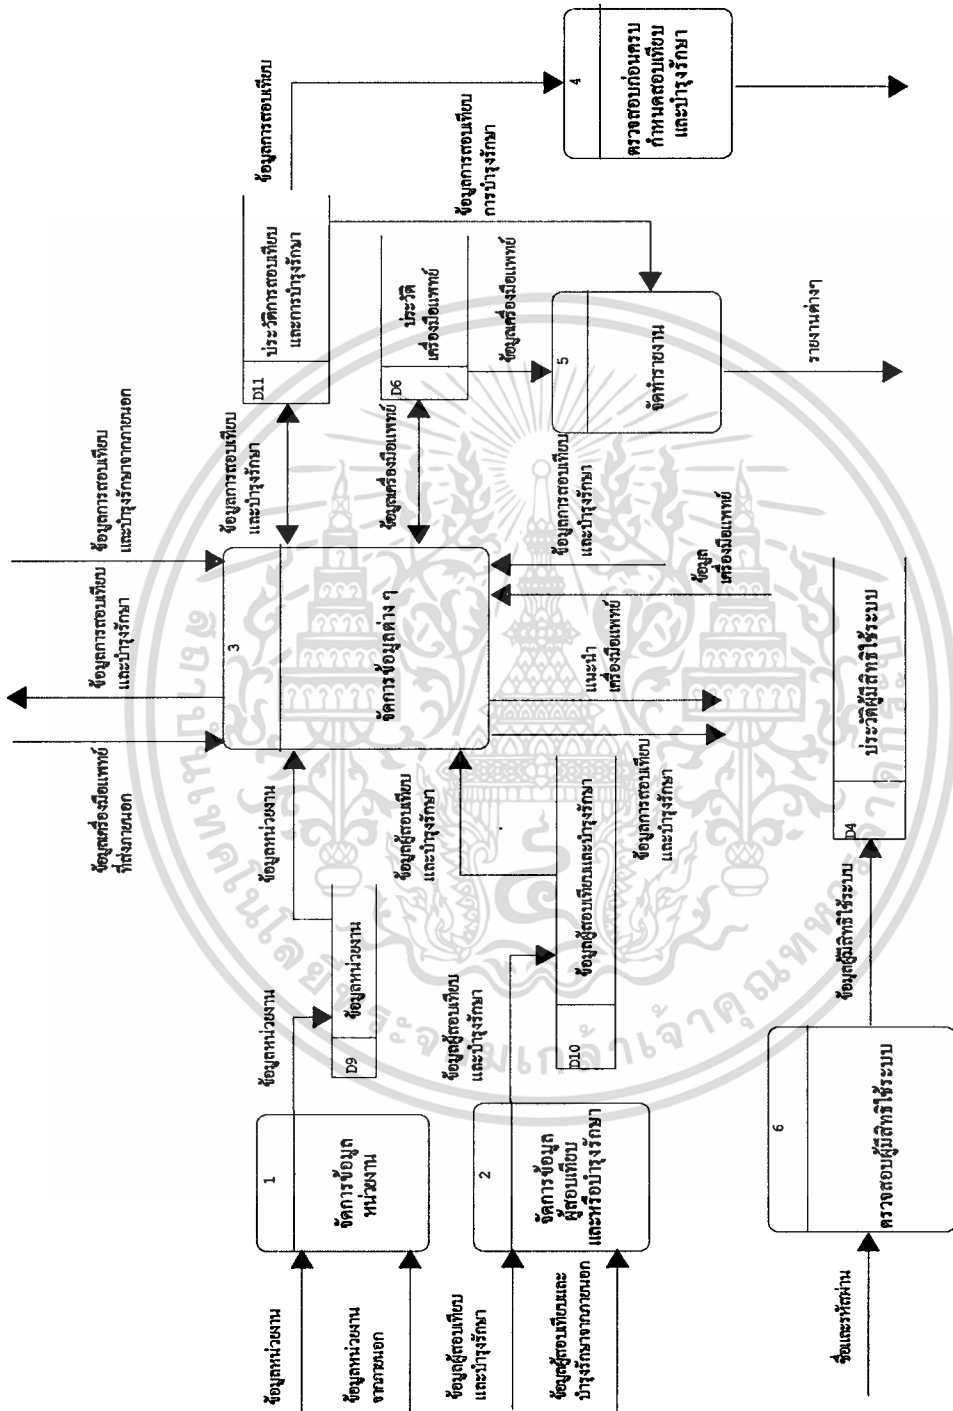 ข้อมูลหน่วยงาน
ข้อมูลหน่วยงาน
จากภายนอก
1
จัดการข้อมูล
หน่วยงาน
ข้อมูลหน่วยงาน
D9
ข้อมูลหน่วยงาน
ข้อมูลหน่วยงาน
ข้อมูลผู้สอบเทียบ
และบำรุงรักษา
ข้อมูลผู้สอบเทียบและ
บำรุงรักษาจากภายนอก
2
จัดการข้อมูล
ผู้สอบเทียบ
และหรือบำรุงรักษา
ข้อมูลผู้สอบเทียบ
และบำรุงรักษา
D10
ข้อมูลผู้สอบเทียบและบำรุงรักษา
ข้อมูลผู้สอบเทียบ
และบำรุงรักษา
ข้อมูลเครื่องมือแพทย์
ที่ส่งภายนอก
ข้อมูลการสอบเทียบ
และบำรุงรักษา
ข้อมูลการสอบเทียบ
และบำรุงรักษาจากภายนอก
3
จัดการข้อมูลต่าง ๆ
ข้อมูลการสอบเทียบ
และบำรุงรักษา
แนะนำ
เครื่องมือแพทย์
ข้อมูล
เครื่องมือแพทย์
ข้อมูลการสอบเทียบ
และบำรุงรักษา
ข้อมูลการสอบเทียบ
และบำรุงรักษา
ข้อมูลเครื่องมือแพทย์
D11
ประวัติการสอบเทียบ
และการบำรุงรักษา
D6
ประวัติ
เครื่องมือแพทย์
ข้อมูลการสอบเทียบ
ข้อมูลการสอบเทียบ
การบำรุงรักษา
ข้อมูลเครื่องมือแพทย์
4
ตรวจสอบก่อนครบ
กำหนดสอบเทียบ
และบำรุงรักษา
5
จัดทำรายงาน
รายงานต่างๆ
ชื่อและรหัสผ่าน
6
ตรวจสอบผู้มีสิทธิใช้ระบบ
ข้อมูลผู้มีสิทธิใช้ระบบ
D4
ประวัติผู้มีสิทธิใช้ระบบ